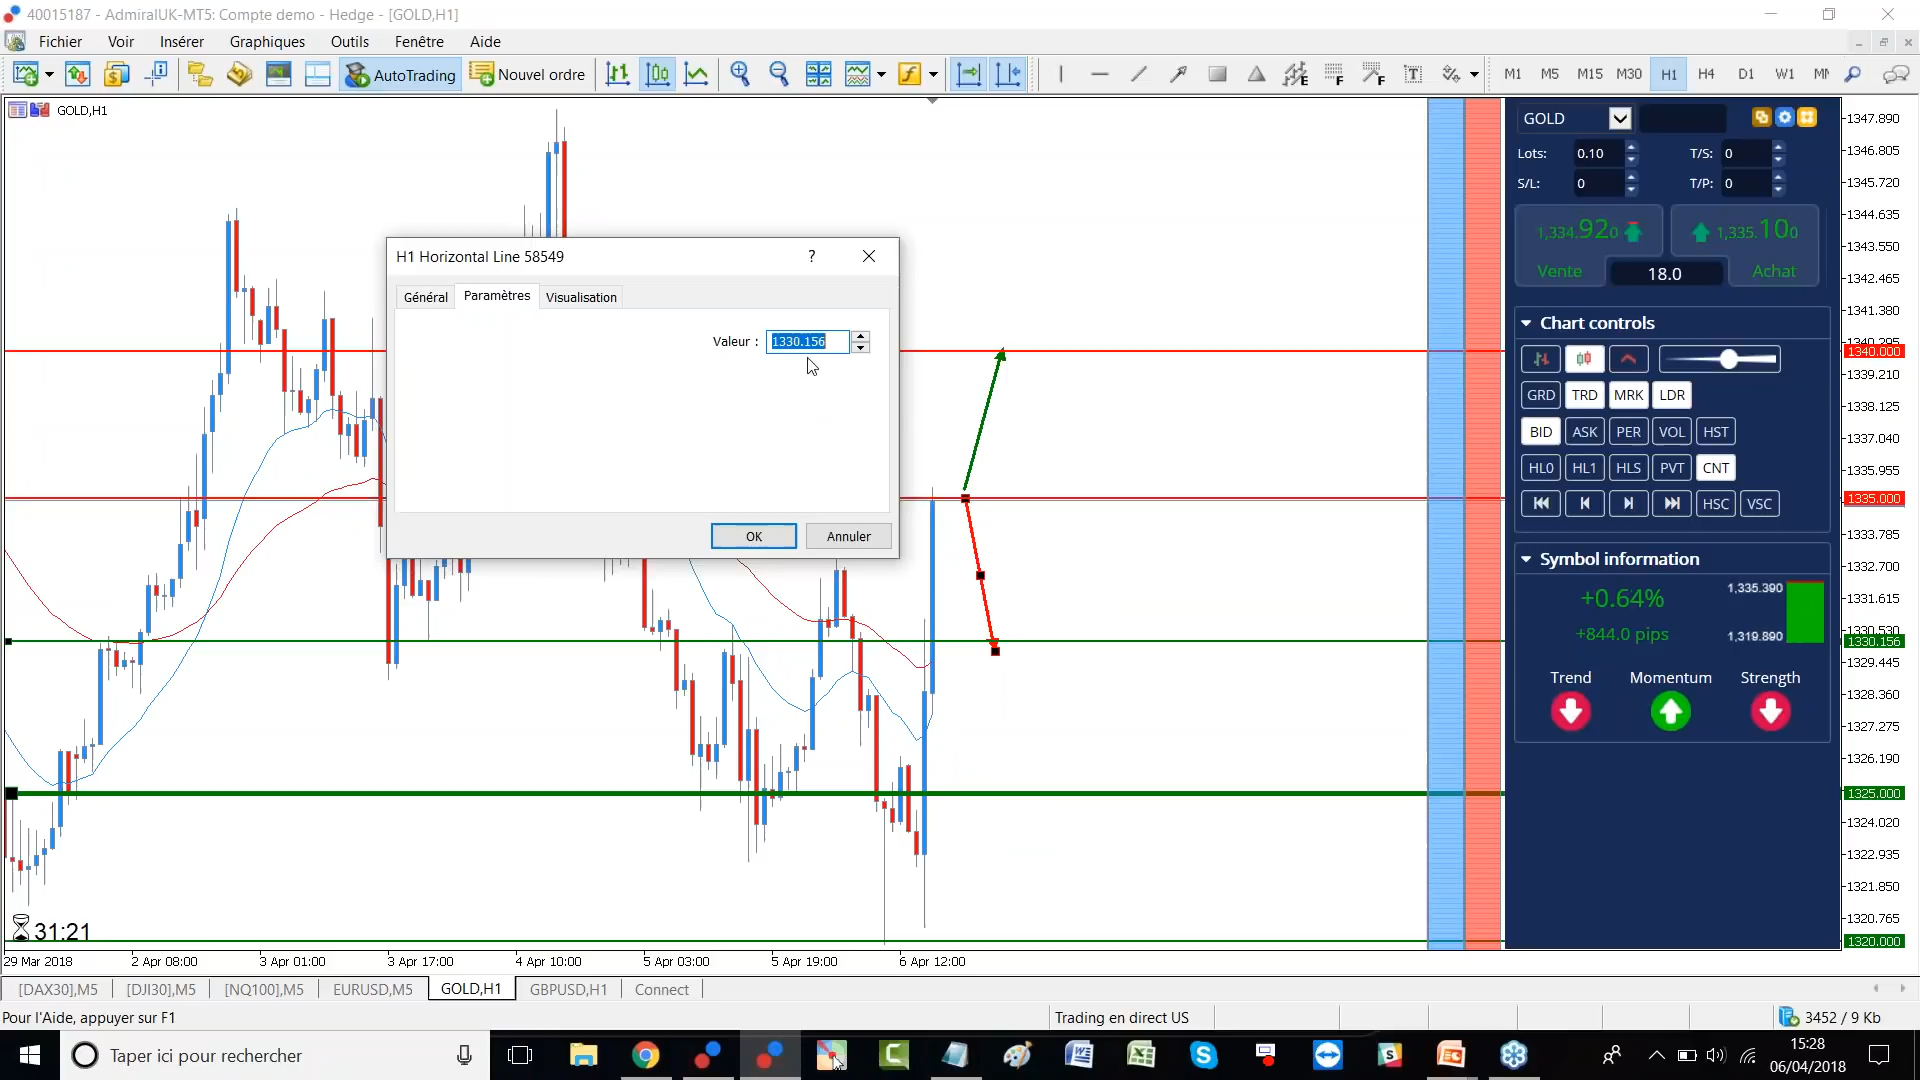 40015187 - AdmiralUK-MT5: Compte demo - Hedge - [GOLD,H1]
Fichier Voir Insérer Graphiques Outils Fenêtre Aide
AutoTrading Nouvel ordre M1 M5 M15 M30 H1 H4 D1 W1
GOLD,H1
H1 Horizontal Line 58549 ?
Général Paramètres Visualisation
Valeur : 1330.156
OK Annuler
31:21
GOLD
Lots: 0.10 T/S: 0
S/L: 0 T/P: 0
1,334.920 1,335.100
Vente 18.0 Achat
Chart controls
GRD TRD MRK LDR
BID ASK PER VOL HST
HL0 HL1 HLS PVT CNT
HSC VSC
Symbol information
+0.64% 1,335.390
+844.0 pips 1,319.890
Trend Momentum Strength
1347.890
1346.805
1345.720
1344.635
1343.550
1342.465
1341.380
1340.295
1340.000
1339.210
1338.125
1337.040
1335.955
1335.000
1333.785
1332.700
1331.615
1330.530
1330.156
1329.445
1328.360
1327.275
1326.190
1325.000
1324.020
1322.935
1321.850
1320.765
1320.000
29 Mar 2018 2 Apr 08:00 3 Apr 01:00 3 Apr 17:00 4 Apr 10:00 5 Apr 03:00 5 Apr 19:00 6 Apr 12:00
[DAX30],M5 [DJI30],M5 [NQ100],M5 EURUSD,M5 GOLD,H1 GBPUSD,H1 Connect
Pour l'Aide, appuyer sur F1 Trading en direct US 3452 / 9 Kb
Taper ici pour rechercher
15:28
06/04/2018